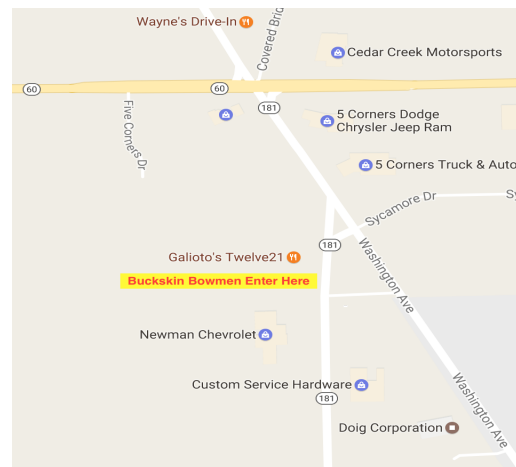 Wayne's Drive-In
Covered Brid
Cedar Creek Motorsports
60
60
181
Five Corners Dr
5 Corners Dodge
Chrysler Jeep Ram
5 Corners Truck & Auto
Sycamore Dr
Sy
181
Washington Ave
Galioto's Twelve21
Buckskin Bowmen Enter Here
Newman Chevrolet
Custom Service Hardware
181
Washington Ave
Doig Corporation